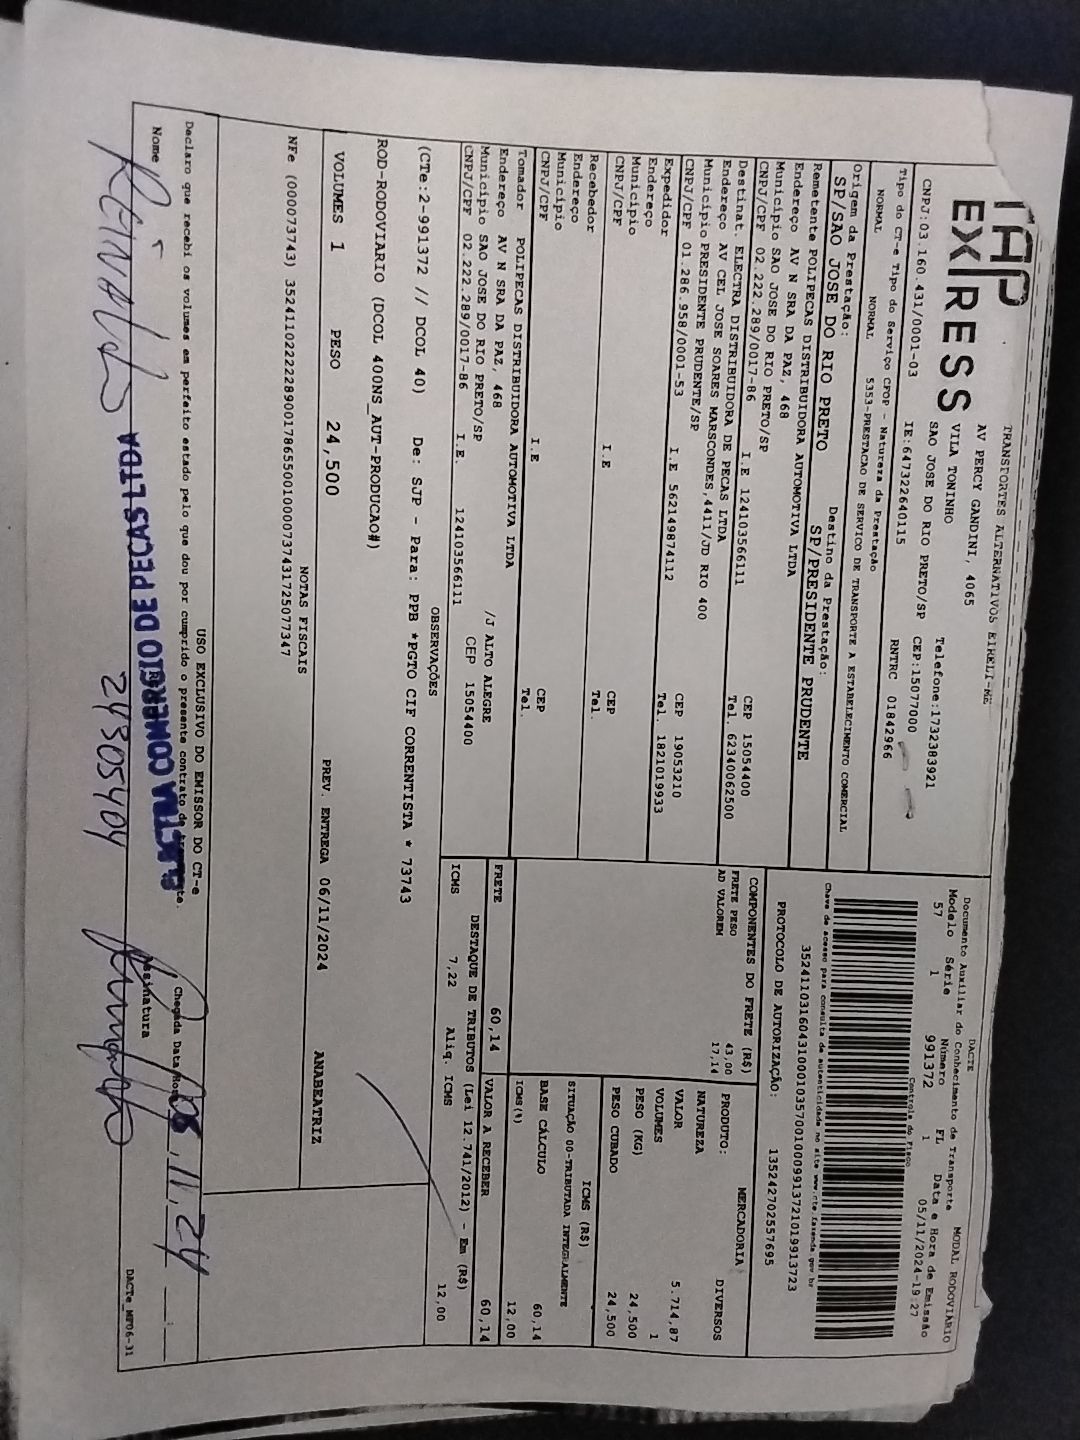 TAP
EXPRESS
TRANSPORTES ALTERNATIVOS EIRELI-ME
AV PERCY GANDINI, 4065
VILA TONINHO
SAO JOSE DO RIO PRETO/SP
Telefone:1732383921
CEP:15077000
CNPJ:03.160.431/0001-03 IE:647322640115 RNTRC 01842966
Tipo do CT-e Tipo do Serviço CFOP - Natureza da Prestação
NORMAL NORMAL 5353-PRESTACAO DE SERVICO DE TRANSPORTE A ESTABELECIMENTO COMERCIAL
Origem da Prestação: Destino da Prestação:
SP/SAO JOSE DO RIO PRETO SP/PRESIDENTE PRUDENTE
Remetente POLIPECAS DISTRIBUIDORA AUTOMOTIVA LTDA
Endereço AV N SRA DA PAZ, 468
Município SAO JOSE DO RIO PRETO/SP CEP 15054400
CNPJ/CPF 02.222.289/0017-86 I.E 124103566111 Tel. 62340062500
Destinat. ELECTRA DISTRIBUIDORA DE PECAS LTDA
Endereço AV CEL JOSE SOARES MARSCONDES,4411/JD RIO 400
Município PRESIDENTE PRUDENTE/SP CEP 19053210
CNPJ/CPF 01.286.958/0001-53 I.E 562149874112 Tel. 1821019933
Expedidor
Endereço
Município CEP
CNPJ/CPF I.E Tel.
Recebedor
Endereço
Município CEP
CNPJ/CPF I.E Tel.
Tomador POLIPECAS DISTRIBUIDORA AUTOMOTIVA LTDA
Endereço AV N SRA DA PAZ, 468 /J ALTO ALEGRE
Município SAO JOSE DO RIO PRETO/SP CEP 15054400
CNPJ/CPF 02.222.289/0017-86 I.E. 124103566111
DACTE MODAL RODOVIÁRIO
Documento Auxiliar do Conhecimento de Transporte
Modelo Série Número FL Data e Hora de Emissão
57 1 991372 1 05/11/2024-19:27
Controle do Fisco
Chave de acesso para consulta de autenticidade no site www.cte.fazenda.gov.br
35241103160431000103570010009913721019913723
PROTOCOLO DE AUTORIZAÇÃO: 135242702557695
COMPONENTES DO FRETE (R$)
FRETE PESO 43,00
AD VALOREM 17,14
FRETE 60,14
MERCADORIA
PRODUTO: DIVERSOS
NATUREZA
VALOR 5.714,87
VOLUMES 1
PESO (KG) 24,500
PESO CUBADO 24,500
ICMS (R$)
SITUAÇÃO 00-TRIBUTADA INTEGRALMENTE
BASE CÁLCULO 60,14
ICMS(%) 12,00
VALOR A RECEBER 60,14
DESTAQUE DE TRIBUTOS (Lei 12.741/2012) - Em (R$)
ICMS 7,22 Aliq. ICMS 12,00
OBSERVAÇÕES
(CTe:2-991372 // DCOL 40) De: SJP - Para: PPB *PGTO CIF CORRENTISTA * 73743
ROD-RODOVIARIO (DCOL 400NS_AUT-PRODUCAO#)
VOLUMES 1 PESO 24,500 PREV. ENTREGA 06/11/2024 ANABEATRIZ
NOTAS FISCAIS
NFe (000073743) 35241102222289001786550010000737431725077347
USO EXCLUSIVO DO EMISSOR DO CT-e
Declaro que recebi os volumes em perfeito estado pelo que dou por cumprido o presente contrato de
Chegada Data Hora 06,11,24
Nome Reinaldo
COMERCIO DE PECAS LTDA
24305404
Assinatura
DACTe_MF06-31